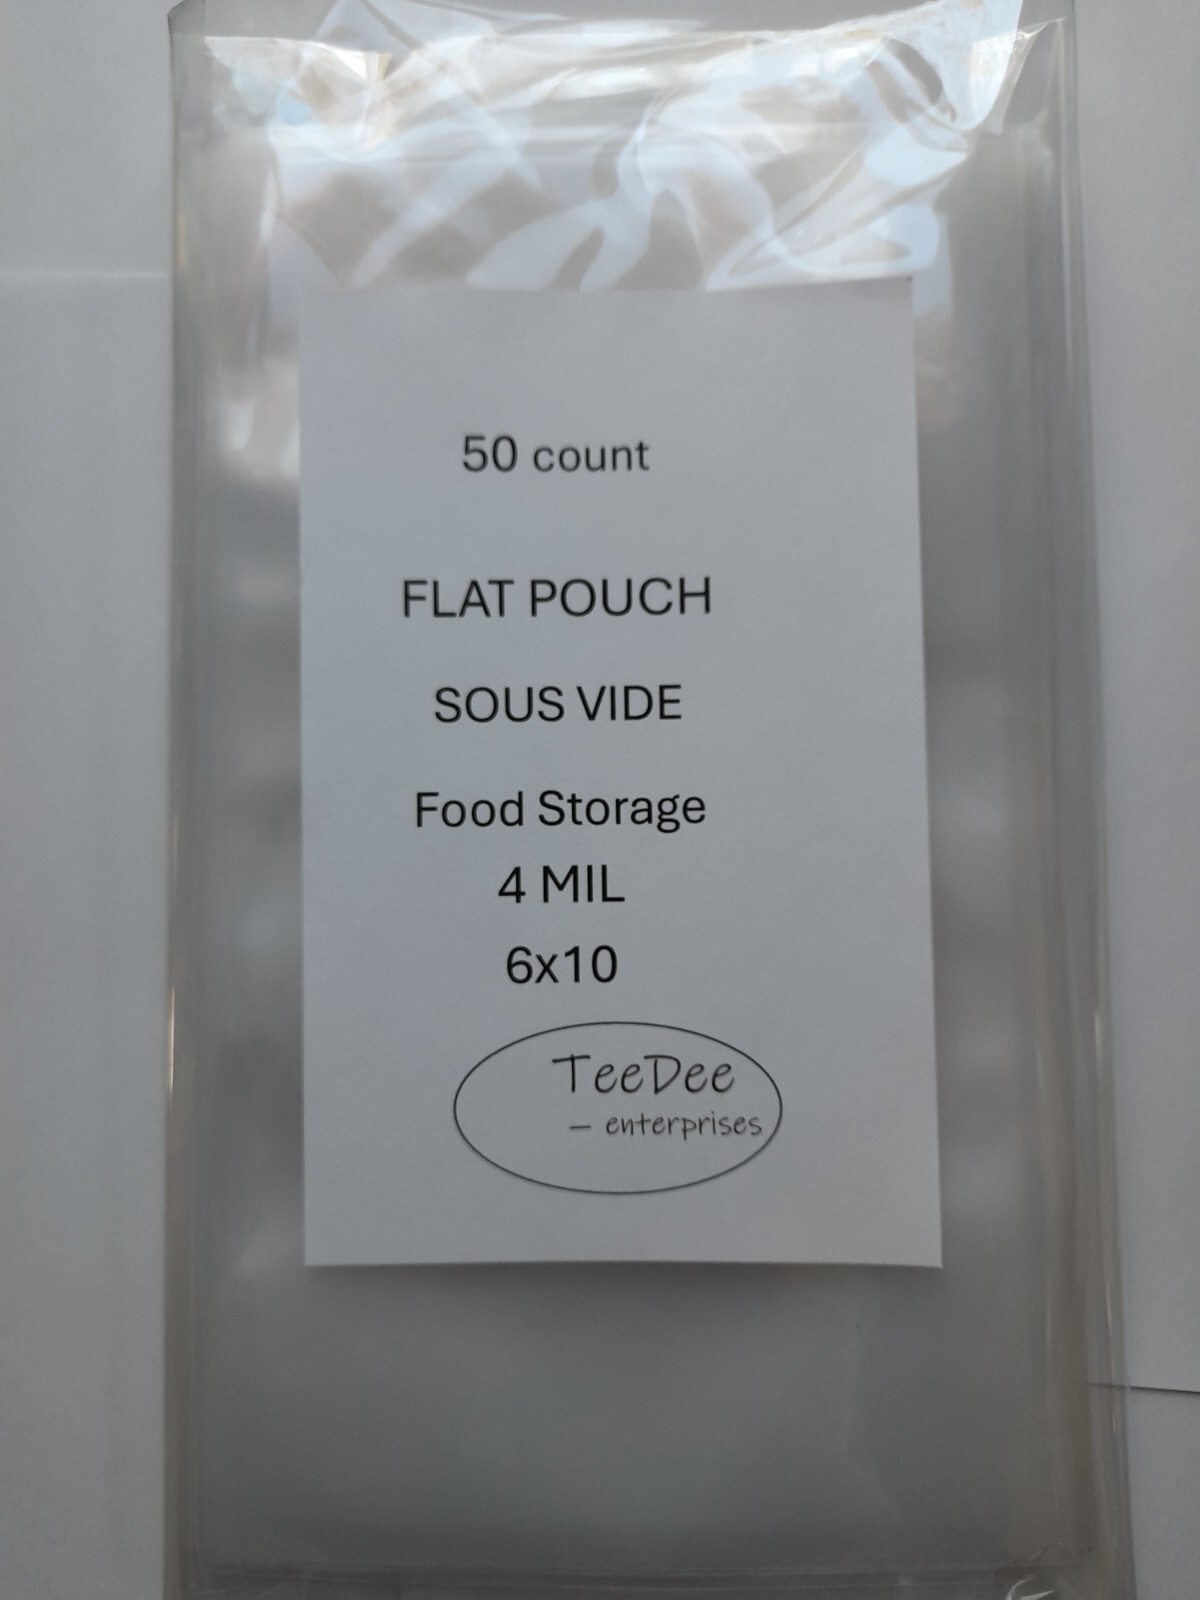 50 count
FLAT POUCH
SOUS VIDE
Food Storage
4 MIL
6x10
TeeDee
– enterprises